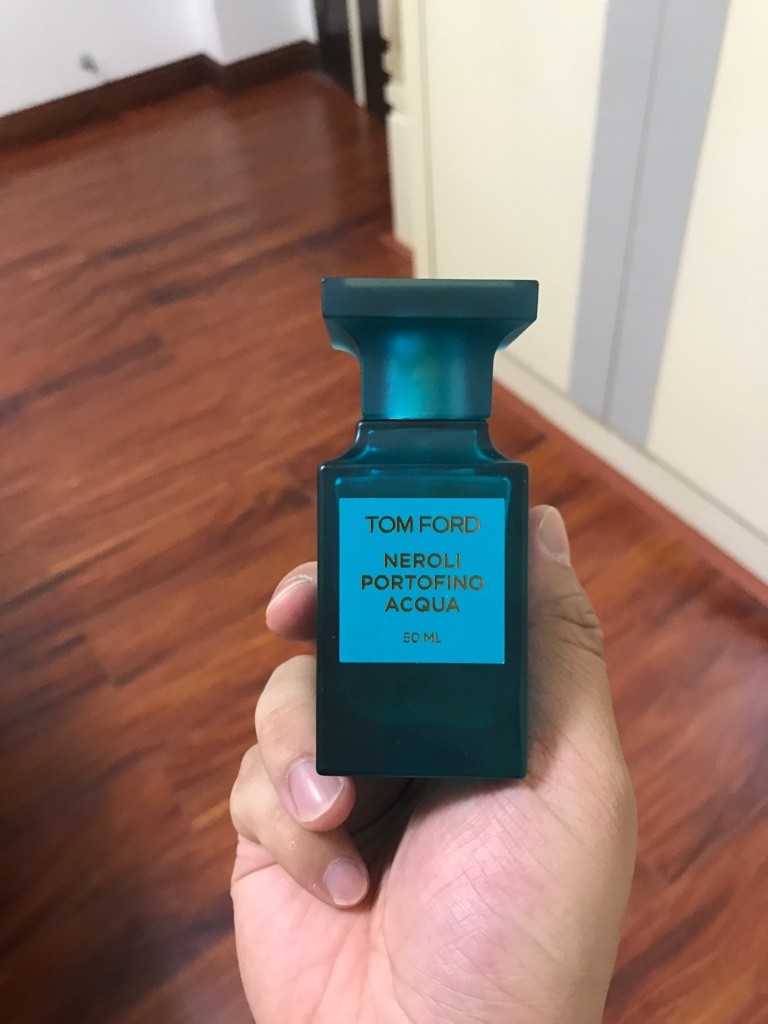 TOM FORD
NEROLI
PORTOFINO
ACQUA
50 ML